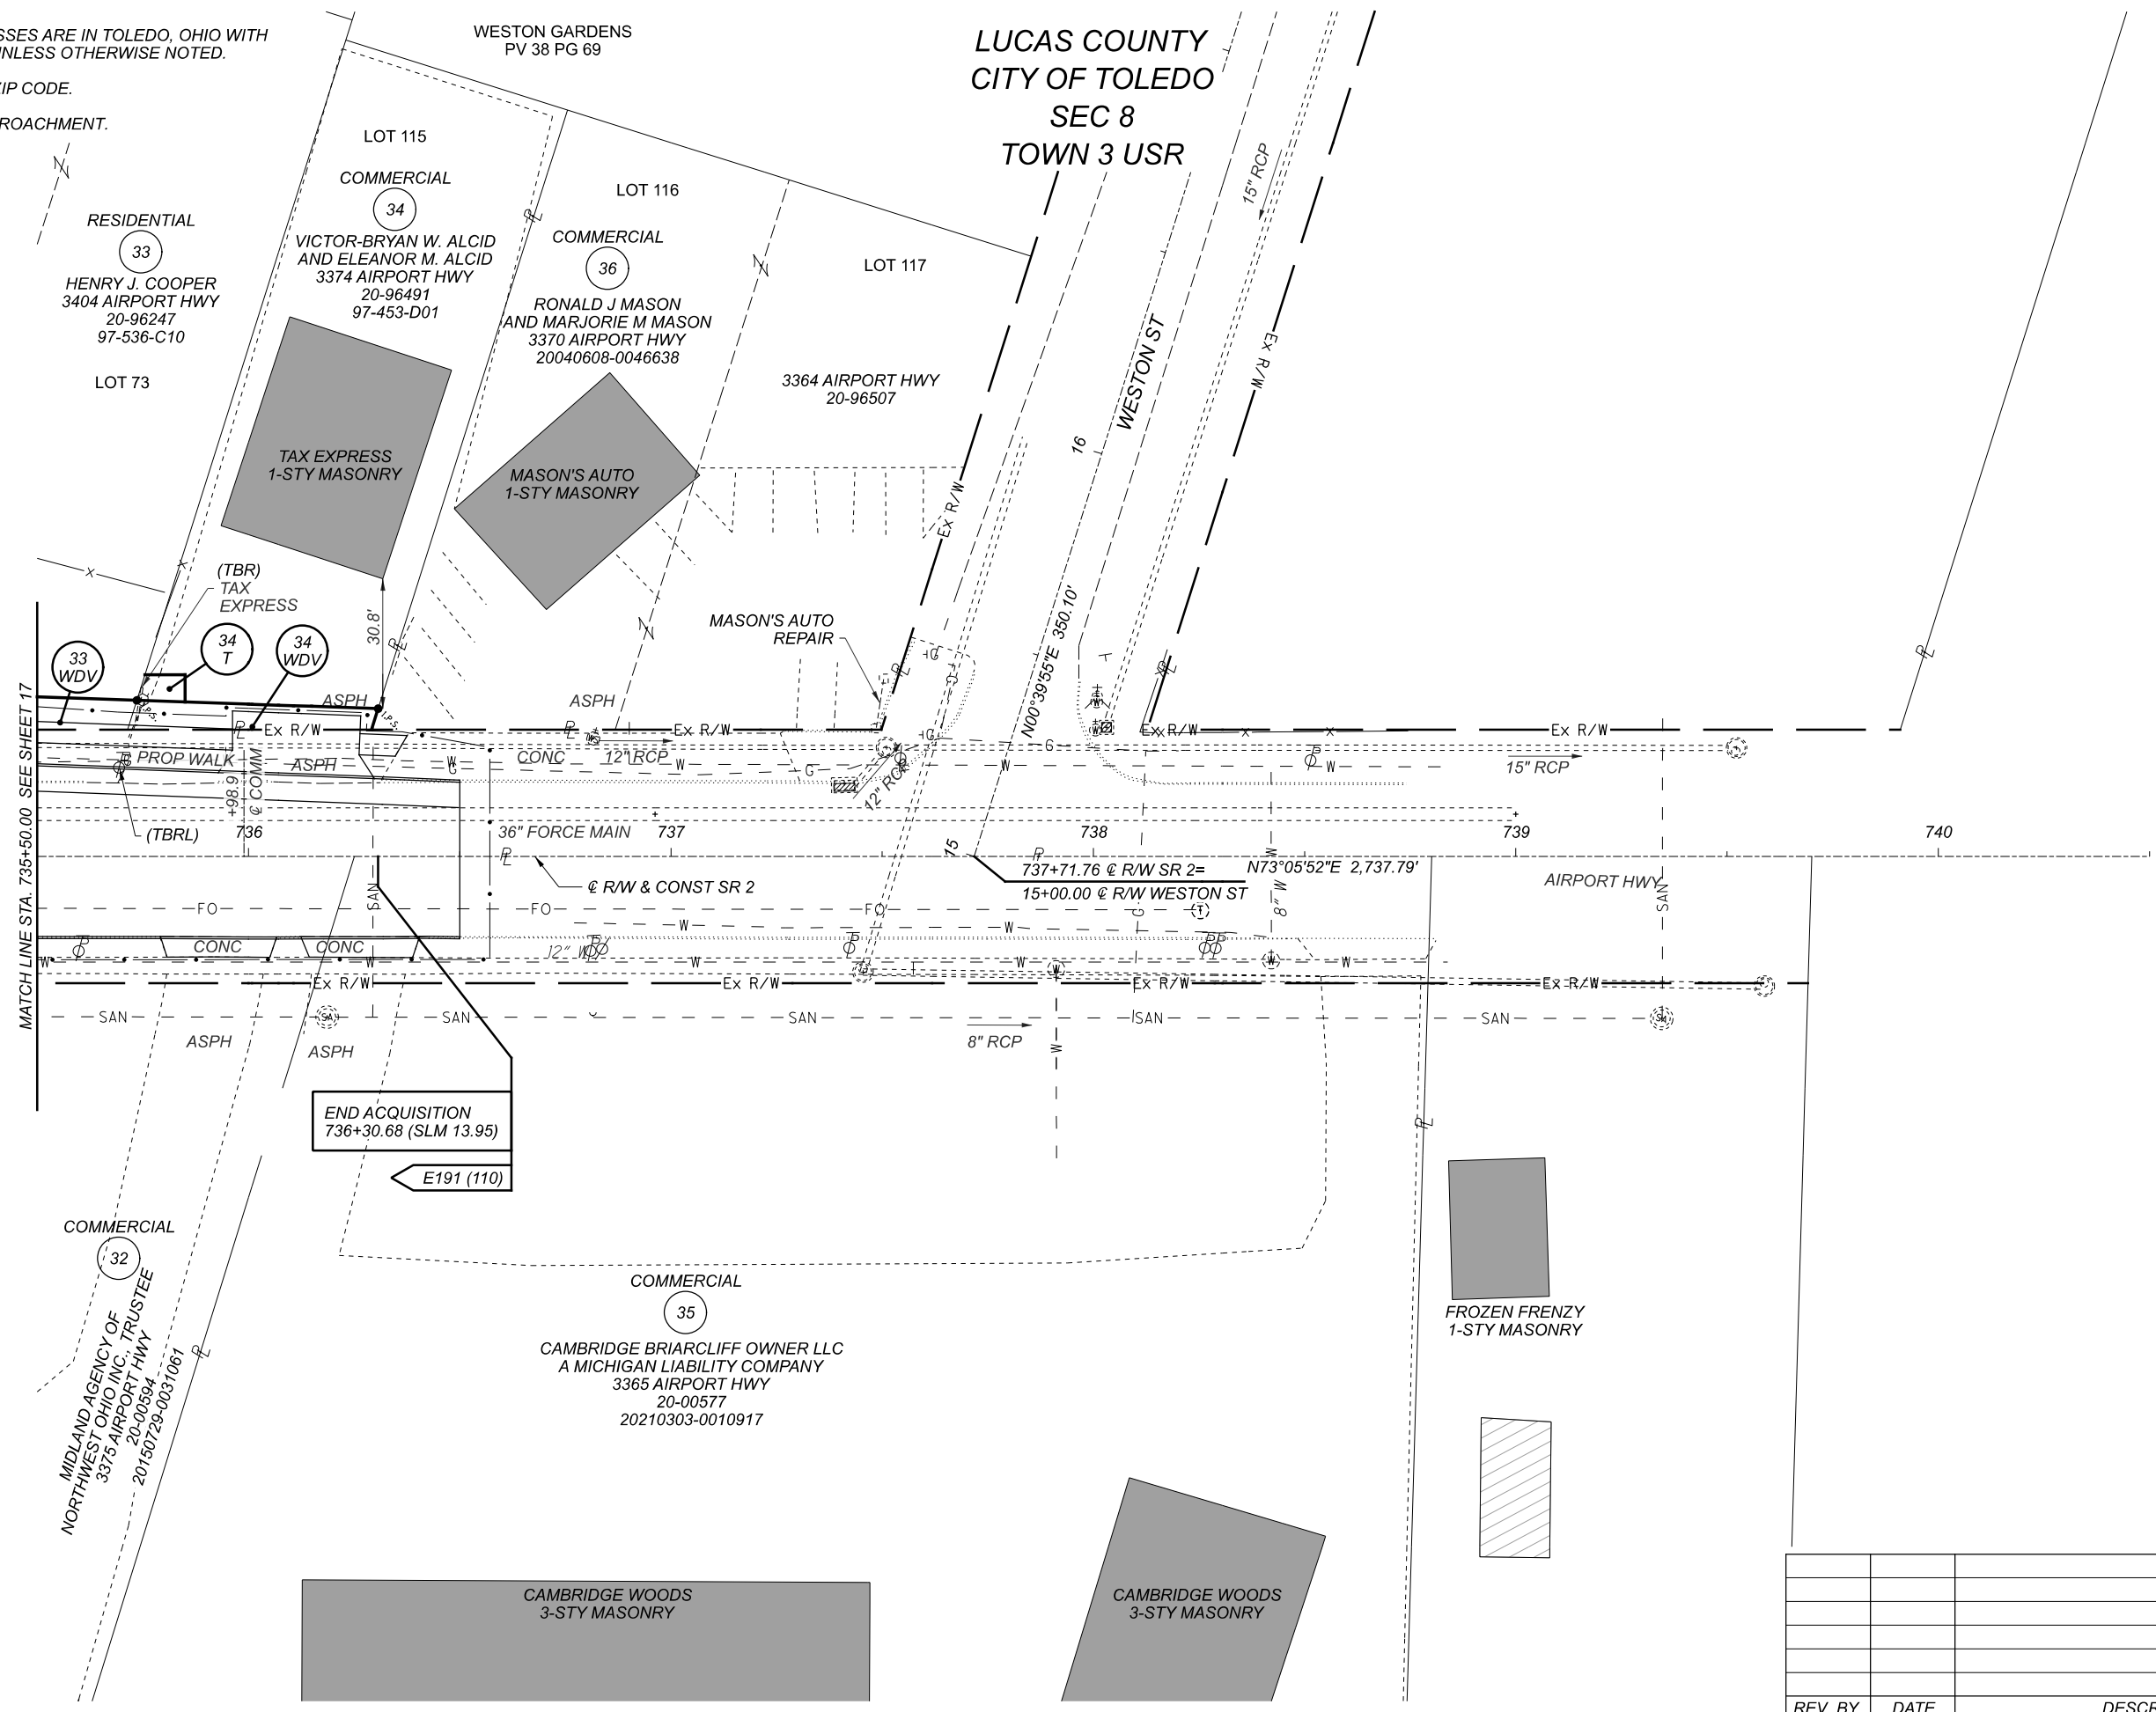 SSES ARE IN TOLEDO, OHIO WITH
NLESS OTHERWISE NOTED.
IP CODE.
ROACHMENT.
WESTON GARDENS
PV 38 PG 69
LUCAS COUNTY
CITY OF TOLEDO
SEC 8
TOWN 3 USR
LOT 115
COMMERCIAL
34
VICTOR-BRYAN W. ALCID
AND ELEANOR M. ALCID
3374 AIRPORT HWY
20-96491
97-453-D01
LOT 116
COMMERCIAL
36
RONALD J MASON
AND MARJORIE M MASON
3370 AIRPORT HWY
20040608-0046638
LOT 117
3364 AIRPORT HWY
20-96507
RESIDENTIAL
33
HENRY J. COOPER
3404 AIRPORT HWY
20-96247
97-536-C10
LOT 73
15" RCP
WESTON ST
Ex R/W
Ex R/W
16
TAX EXPRESS
1-STY MASONRY
MASON'S AUTO
1-STY MASONRY
(TBR)
TAX
EXPRESS
30.8'
MASON'S AUTO
REPAIR
N00°39'55"E 350.10'
33
WDV
34
T
34
WDV
I.P.S.
I.P.S.
ASPH
ASPH
Ex R/W
Ex R/W
Ex R/W
Ex R/W
PROP WALK
ASPH
CONC
12" RCP
12" RCP
15" RCP
+98.9
℄ COMM
(TBRL)
736
36" FORCE MAIN
737
738
739
740
15
MATCH LINE STA. 735+50.00 SEE SHEET 17
℄ R/W & CONST SR 2
737+71.76 ℄ R/W SR 2=
15+00.00 ℄ R/W WESTON ST
N73°05'52"E 2,737.79'
AIRPORT HWY
SAN
SAN
FO
FO
FO
8" W
CONC
CONC
12" W
Ex R/W
Ex R/W
Ex R/W
Ex R/W
SAN
SAN
SAN
SAN
SAN
ASPH
ASPH
8" RCP
END ACQUISITION
736+30.68 (SLM 13.95)
E191 (110)
COMMERCIAL
32
MIDLAND AGENCY OF
NORTHWEST OHIO INC., TRUSTEE
3375 AIRPORT HWY
20-00594
20150729-0031061
COMMERCIAL
35
CAMBRIDGE BRIARCLIFF OWNER LLC
A MICHIGAN LIABILITY COMPANY
3365 AIRPORT HWY
20-00577
20210303-0010917
FROZEN FRENZY
1-STY MASONRY
CAMBRIDGE WOODS
3-STY MASONRY
CAMBRIDGE WOODS
3-STY MASONRY
REV. BY DATE DESCR